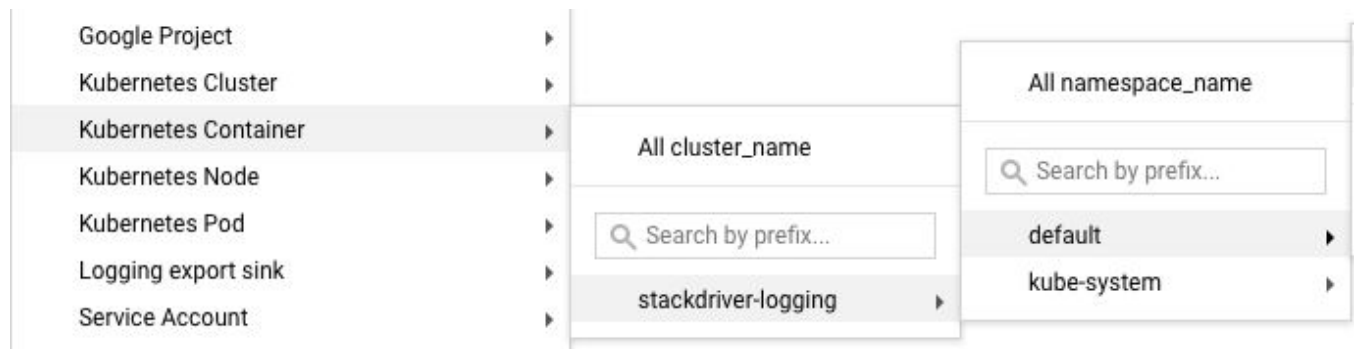 Google Project
Kubernetes Cluster
Kubernetes Container
Kubernetes Node
Kubernetes Pod
Logging export sink
Service Account
All cluster_name
Search by prefix...
stackdriver-logging
All namespace_name
Search by prefix...
default
kube-system